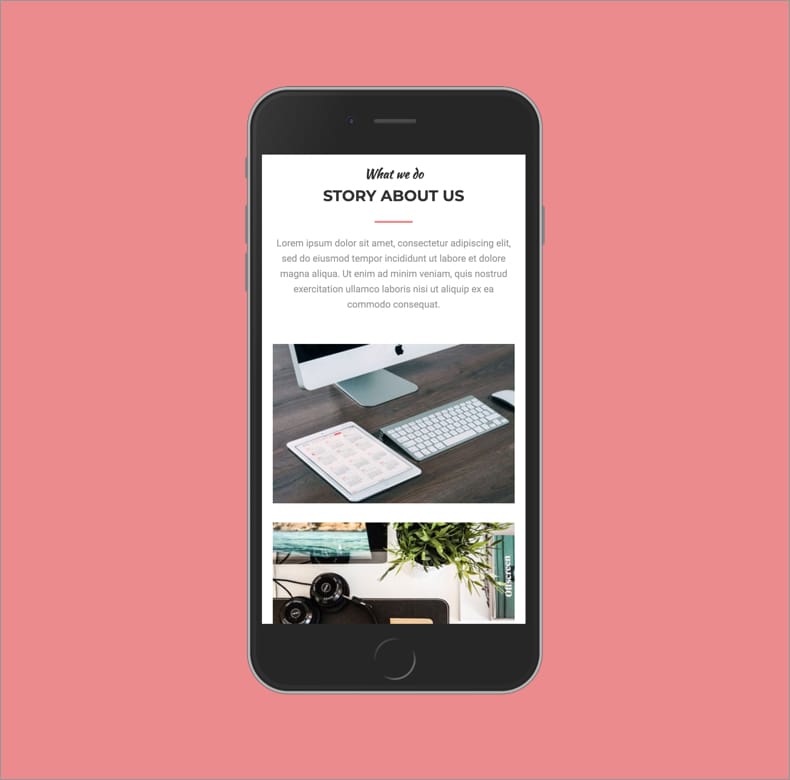 What we do
STORY ABOUT US
Lorem ipsum dolor sit amet, consectetur adipiscing elit,
sed do eiusmod tempor incididunt ut labore et dolore
magna aliqua. Ut enim ad minim veniam, quis nostrud
exercitation ullamco laboris nisi ut aliquip ex ea
commodo consequat.
Offscreen